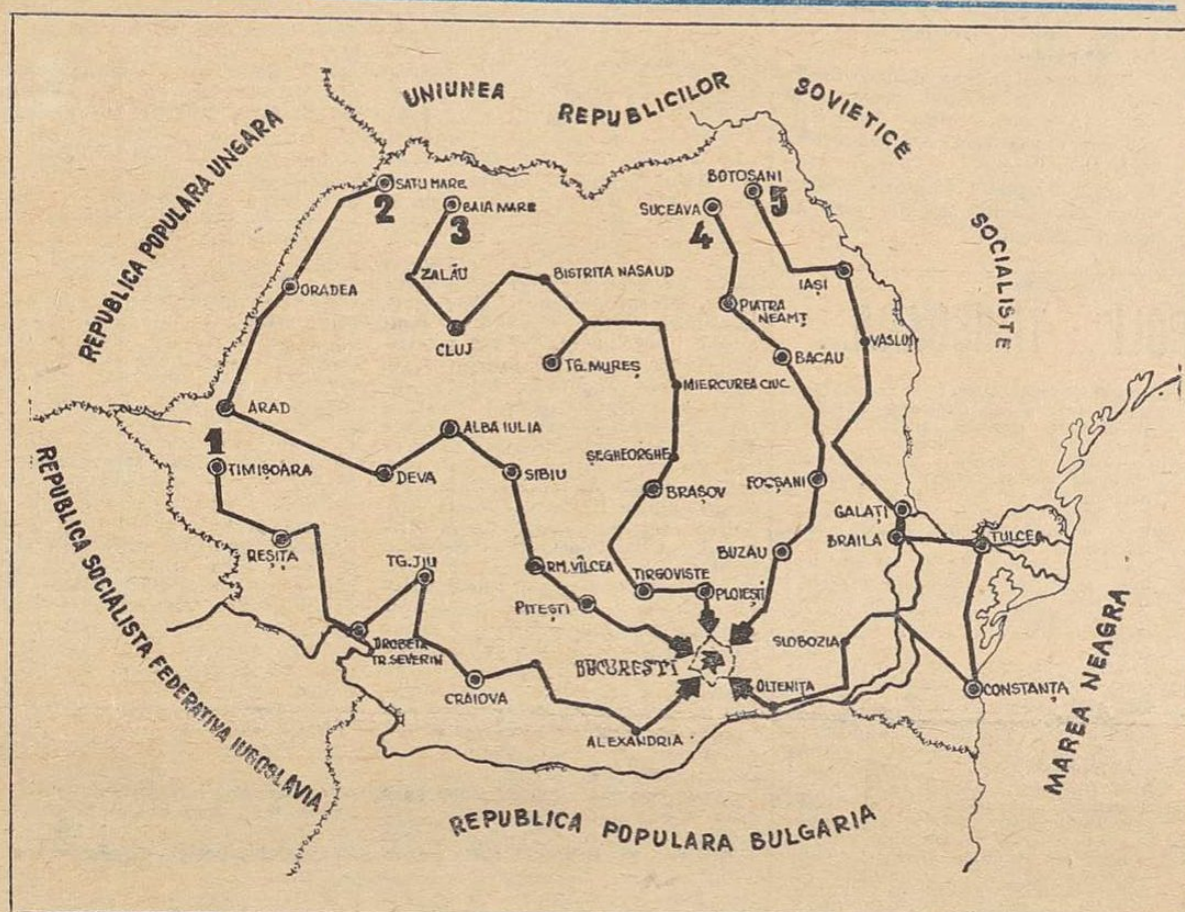 UNIUNEA REPUBLICILOR SOVIETICE SOCIALISTE
REPUBLICA POPULARA UNGARA
REPUBLICA SOCIALISTA FEDERATIVA IUGOSLAVIA
REPUBLICA POPULARA BULGARIA
MAREA NEAGRA
SATU MARE
2
BAIA MARE
3
SUCEAVA
4
BOTOSANI
5
ORADEA
ZALĂU
BISTRITA NASAUD
IAȘI
CLUJ
PIATRA
NEAMȚ
TG. MUREȘ
BACAU
VASLUI
MIERCUREA CIUC
ARAD
1
ALBA IULIA
TIMIȘOARA
DEVA
SIBIU
SF.GHEORGHE
BRAȘOV
FOCȘANI
GALAȚI
BRAILA
TULCEA
REȘIȚA
TG. JIU
RM. VÎLCEA
BUZĂU
TIRGOVISTE
PLOIEȘTI
PITEȘTI
DROBETA
TR. SEVERIN
BUCUREȘTI
SLOBOZIA
CRAIOVA
OLTENIȚA
CONSTANȚA
ALEXANDRIA